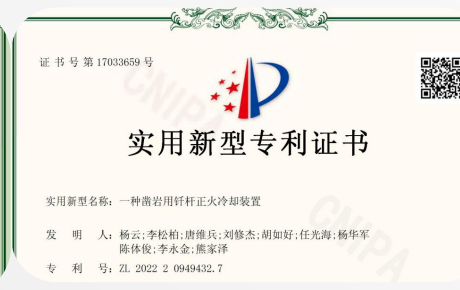 证书号第17033659号
CNIPA
实用新型专利证书
CNIPA
实用新型名称：一种凿岩用钎杆正火冷却装置
发明人：杨云;李松柏;唐维兵;刘修杰;胡如好;任光海;杨华军
陈体俊;李永金;熊家泽
专利号：ZL 2022 2 0949432.7